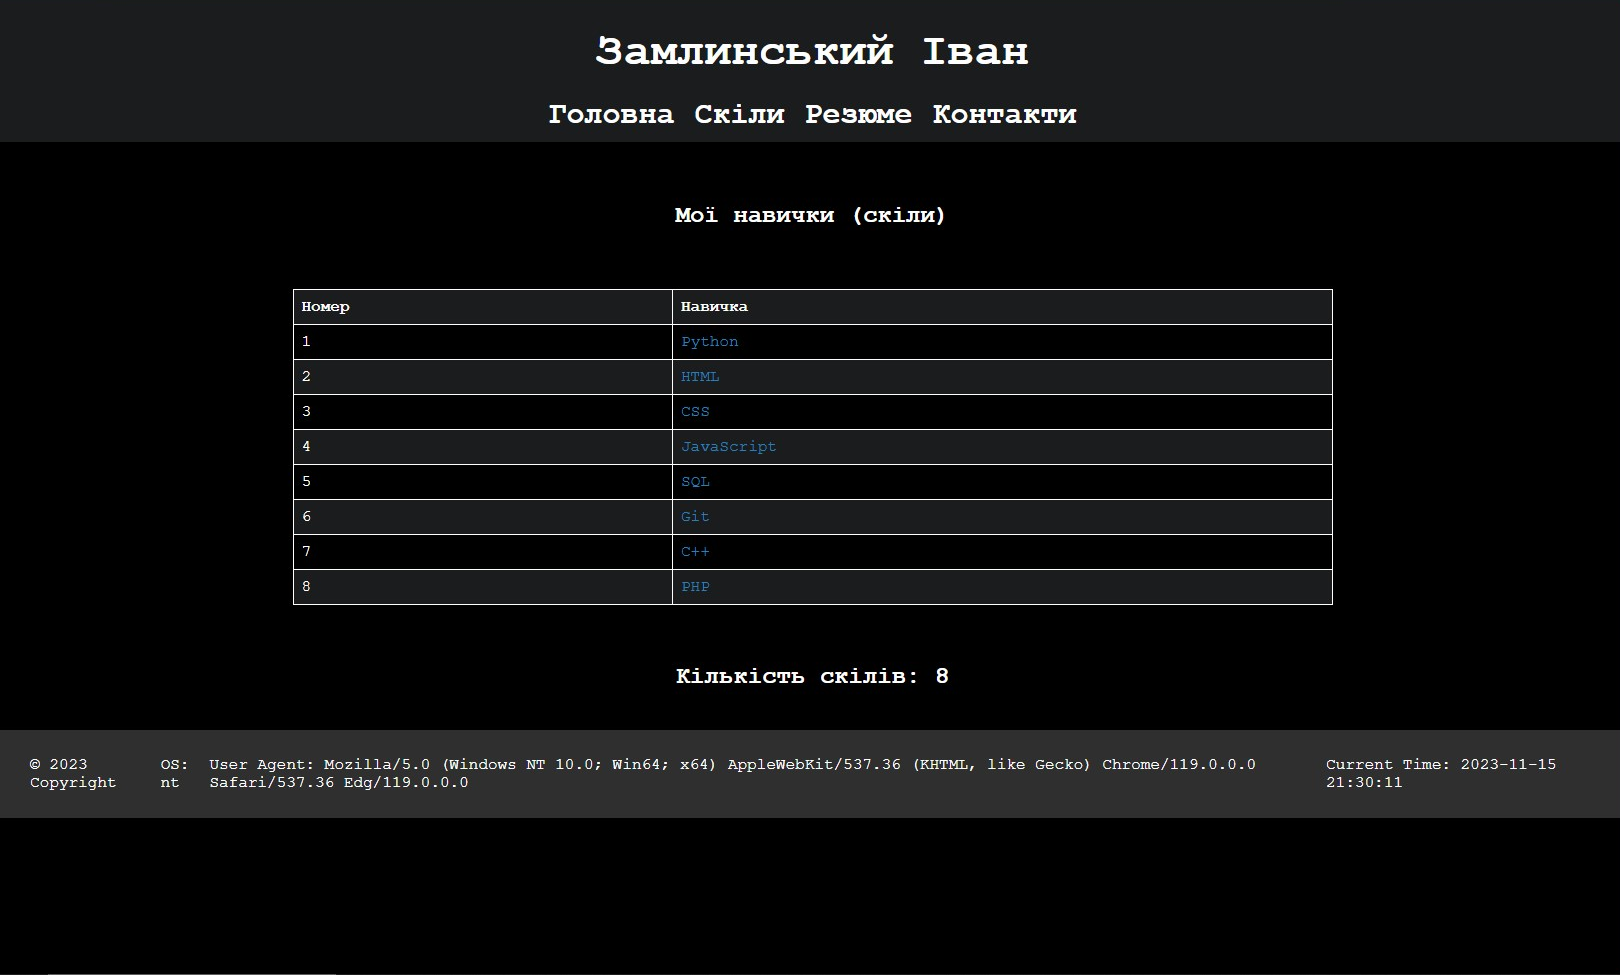 Замлинський Іван
Головна Скіли Резюме Контакти
Мої навички (скіли)
Номер Навичка
1 Python
2 HTML
3 CSS
4 JavaScript
5 SQL
6 Git
7 C++
8 PHP
Кількість скілів: 8
© 2023 Copyright
OS: nt
User Agent: Mozilla/5.0 (Windows NT 10.0; Win64; x64) AppleWebKit/537.36 (KHTML, like Gecko) Chrome/119.0.0.0
Safari/537.36 Edg/119.0.0.0
Current Time: 2023-11-15
21:30:11